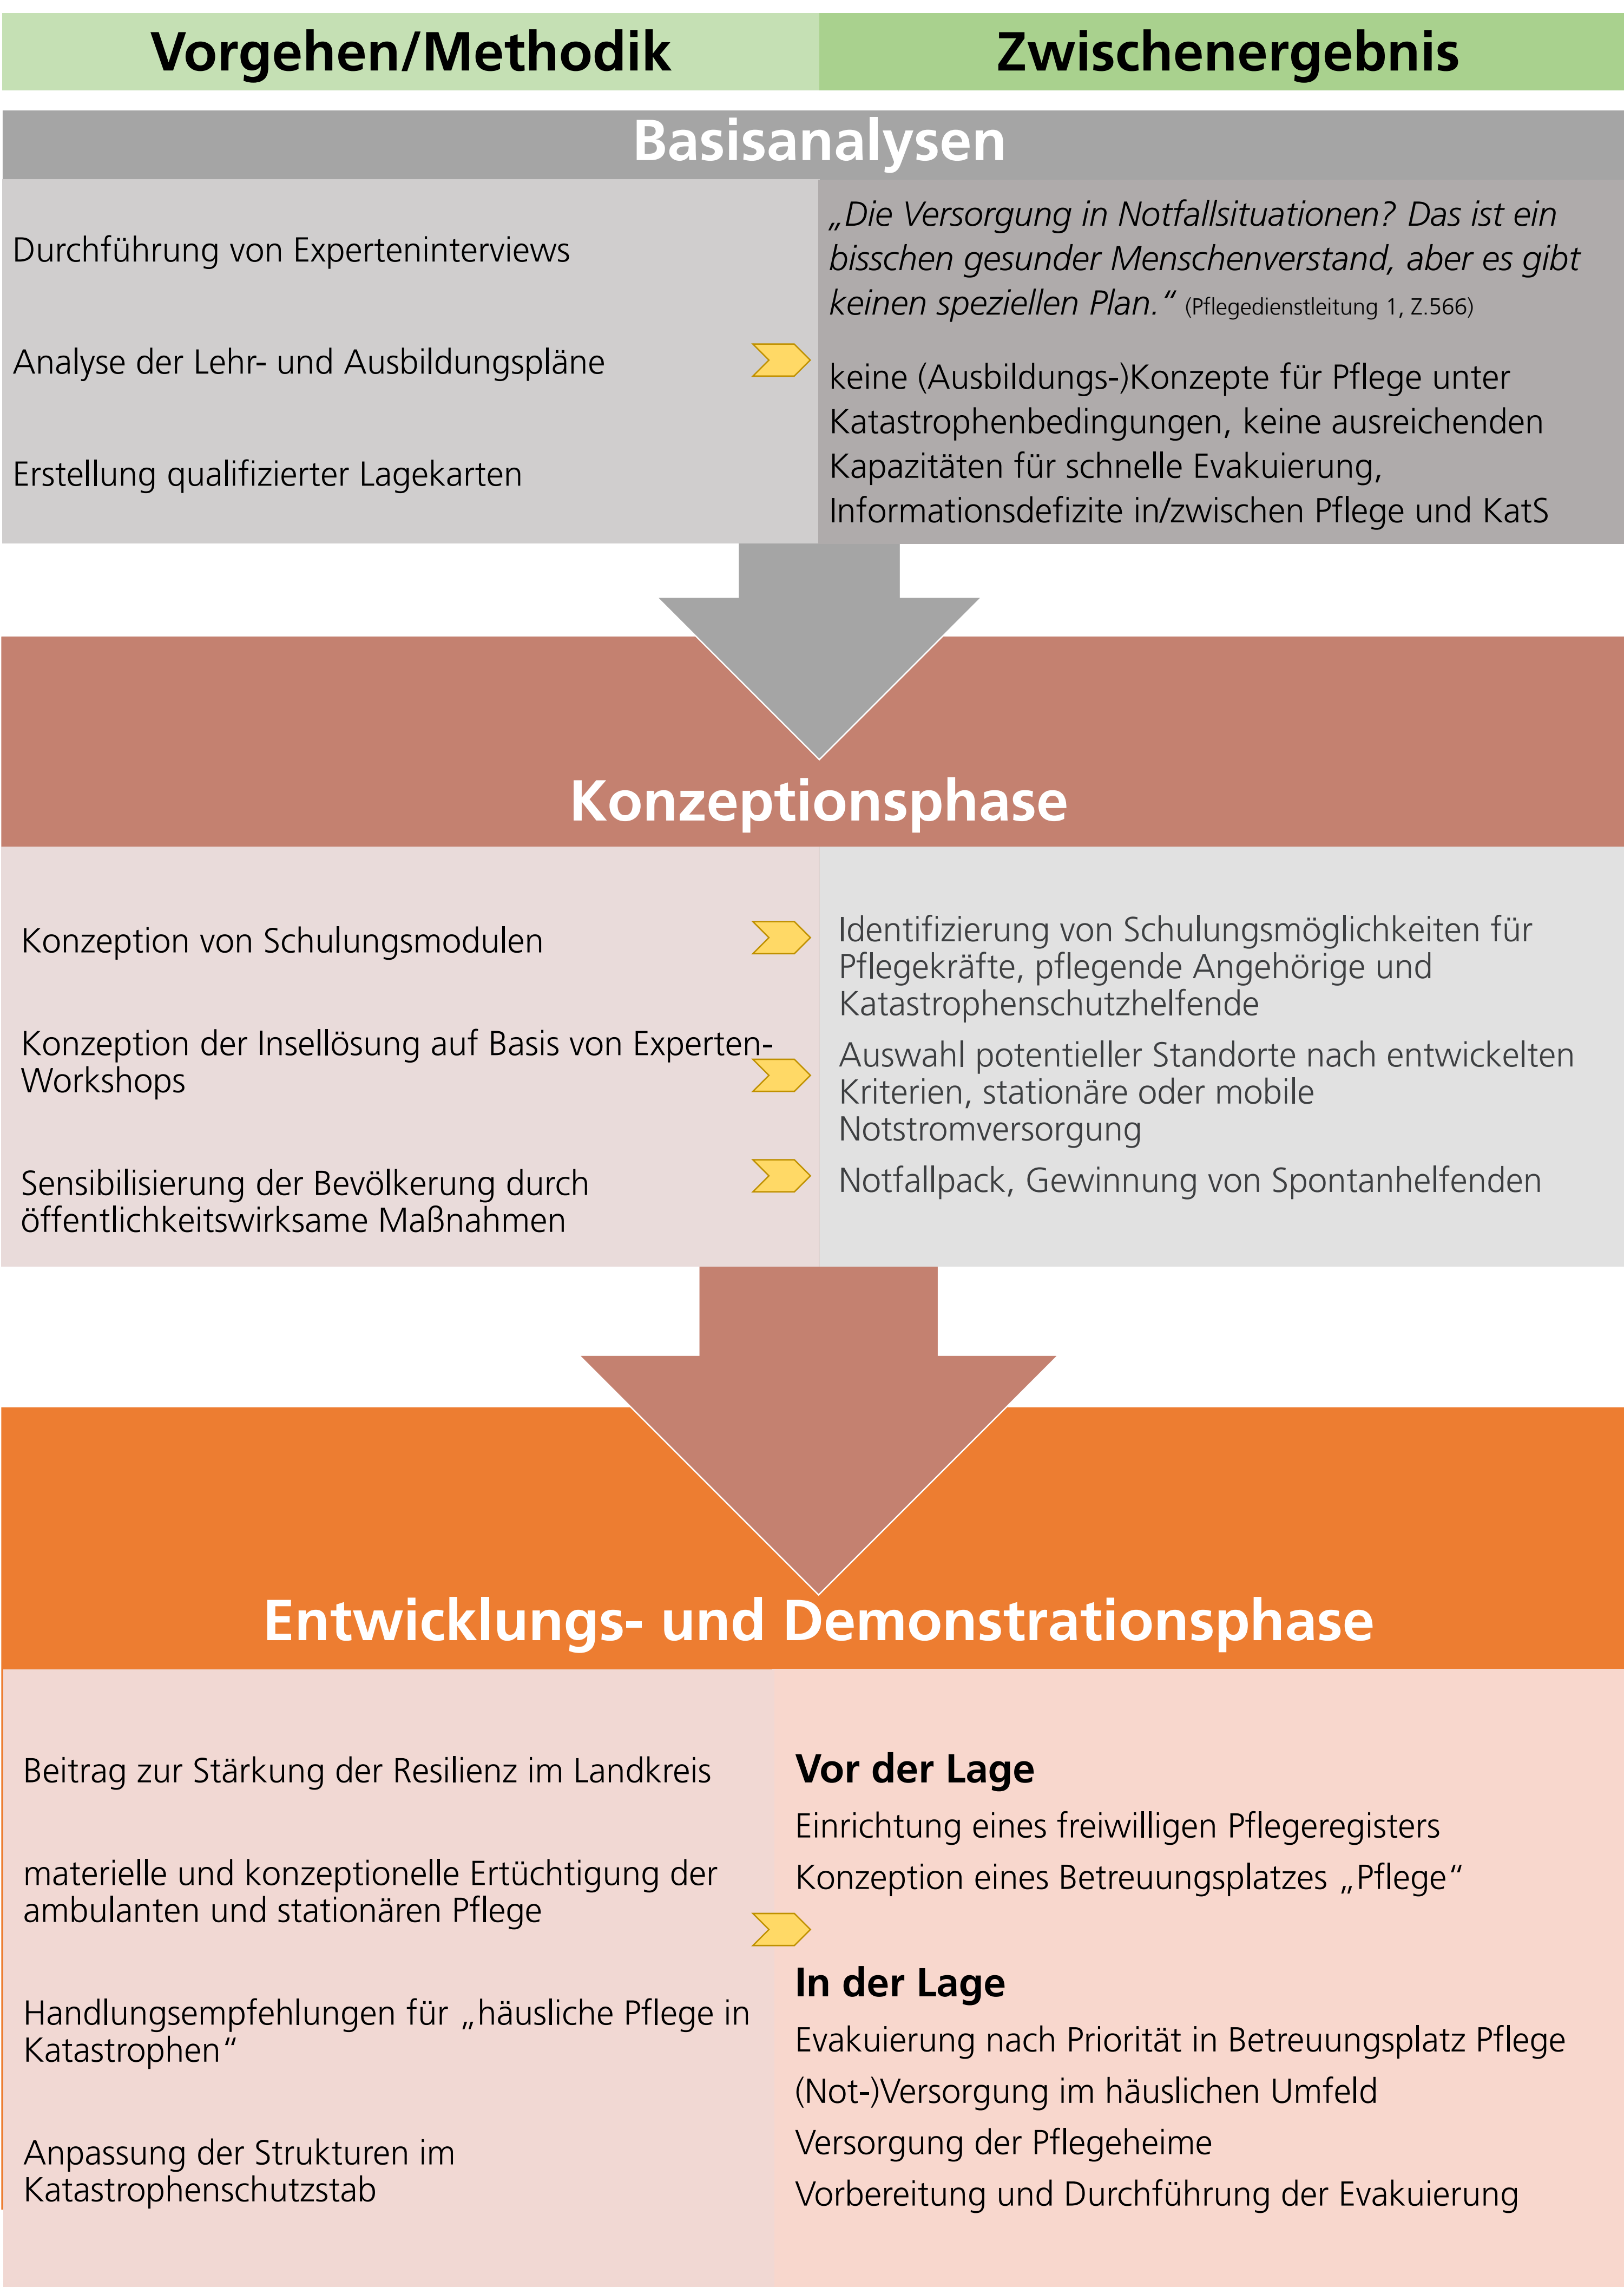 Vorgehen/Methodik
Zwischenergebnis
Basisanalysen
Durchführung von Experteninterviews
Analyse der Lehr- und Ausbildungspläne
Erstellung qualifizierter Lagekarten
„Die Versorgung in Notfallsituationen? Das ist ein
bisschen gesunder Menschenverstand, aber es gibt
keinen speziellen Plan.“ (Pflegedienstleitung 1, Z.566)
keine (Ausbildungs-)Konzepte für Pflege unter
Katastrophenbedingungen, keine ausreichenden
Kapazitäten für schnelle Evakuierung,
Informationsdefizite in/zwischen Pflege und KatS
Konzeptionsphase
Konzeption von Schulungsmodulen
Konzeption der Insellösung auf Basis von Experten-
Workshops
Sensibilisierung der Bevölkerung durch
öffentlichkeitswirksame Maßnahmen
Identifizierung von Schulungsmöglichkeiten für
Pflegekräfte, pflegende Angehörige und
Katastrophenschutzhelfende
Auswahl potentieller Standorte nach entwickelten
Kriterien, stationäre oder mobile
Notstromversorgung
Notfallpack, Gewinnung von Spontanhelfenden
Entwicklungs- und Demonstrationsphase
Beitrag zur Stärkung der Resilienz im Landkreis
materielle und konzeptionelle Ertüchtigung der
ambulanten und stationären Pflege
Handlungsempfehlungen für „häusliche Pflege in
Katastrophen“
Anpassung der Strukturen im
Katastrophenschutzstab
Vor der Lage
Einrichtung eines freiwilligen Pflegeregisters
Konzeption eines Betreuungsplatzes „Pflege“
In der Lage
Evakuierung nach Priorität in Betreuungsplatz Pflege
(Not-)Versorgung im häuslichen Umfeld
Versorgung der Pflegeheime
Vorbereitung und Durchführung der Evakuierung